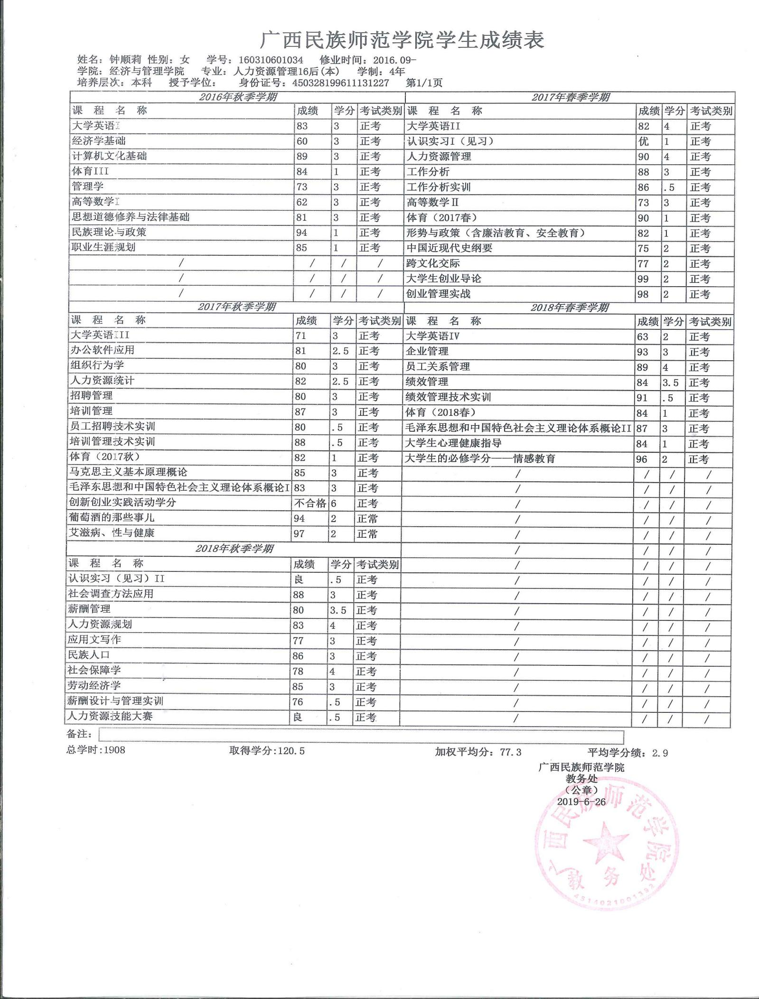 广西民族师范学院学生成绩表
姓名: 钟顺莉 性别: 女 学号: 160310601034 修业时间: 2016.09-
学院: 经济与管理学院 专业: 人力资源管理16后(本) 学制: 4年
培养层次: 本科 授予学位: 身份证号: 450328199611131227 第1/1页
2016年秋季学期 2017年春季学期
课 程 名 称 成绩 学分 考试类别 课 程 名 称 成绩 学分 考试类别
大学英语I 83 3 正考 大学英语II 82 4 正考
经济学基础 60 3 正考 认识实习I（见习） 优 1 正考
计算机文化基础 89 3 正考 人力资源管理 90 4 正考
体育III 84 1 正考 工作分析 88 3 正考
管理学 73 3 正考 工作分析实训 86 .5 正考
高等数学I 62 3 正考 高等数学Ⅱ 73 3 正考
思想道德修养与法律基础 81 3 正考 体育（2017春） 90 1 正考
民族理论与政策 94 1 正考 形势与政策（含廉洁教育、安全教育） 82 1 正考
职业生涯规划 85 1 正考 中国近现代史纲要 75 2 正考
/ / / / 跨文化交际 77 2 正考
/ / / / 大学生创业导论 99 2 正考
/ / / / 创业管理实战 98 2 正考
2017年秋季学期 2018年春季学期
课 程 名 称 成绩 学分 考试类别 课 程 名 称 成绩 学分 考试类别
大学英语III 71 3 正考 大学英语IV 63 2 正考
办公软件应用 81 2.5 正考 企业管理 93 3 正考
组织行为学 80 3 正考 员工关系管理 89 4 正考
人力资源统计 82 2.5 正考 绩效管理 84 3.5 正考
招聘管理 80 3 正考 绩效管理技术实训 91 .5 正考
培训管理 87 3 正考 体育（2018春） 84 1 正考
员工招聘技术实训 80 .5 正考 毛泽东思想和中国特色社会主义理论体系概论II 87 3 正考
培训管理技术实训 88 .5 正考 大学生心理健康指导 84 1 正考
体育（2017秋） 82 1 正考 大学生的必修学分——情感教育 96 2 正考
马克思主义基本原理概论 85 3 正考 / / / /
毛泽东思想和中国特色社会主义理论体系概论I 83 3 正考 / / / /
创新创业实践活动学分 不合格 6 正考 / / / /
葡萄酒的那些事儿 94 2 正常 / / / /
艾滋病、性与健康 97 2 正常 / / / /
2018年秋季学期 / / / /
课 程 名 称 成绩 学分 考试类别 / / / /
认识实习（见习）II 良 .5 正考 / / / /
社会调查方法应用 88 3 正考 / / / /
薪酬管理 80 3.5 正考 / / / /
人力资源规划 83 4 正考 / / / /
应用文写作 77 3 正考 / / / /
民族人口 86 3 正考 / / / /
社会保障学 78 4 正考 / / / /
劳动经济学 85 3 正考 / / / /
薪酬设计与管理实训 76 .5 正考 / / / /
人力资源技能大赛 良 .5 正考 / / / /
备注:
总学时:1908 取得学分:120.5 加权平均分: 77.3 平均学分绩: 2.9
广西民族师范学院
教务处
（公章）
2019-6-26
广西民族师范学院
教务处
4514021001392